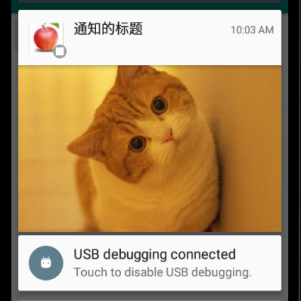 通知的标题
10:03 AM
USB debugging connected
Touch to disable USB debugging.